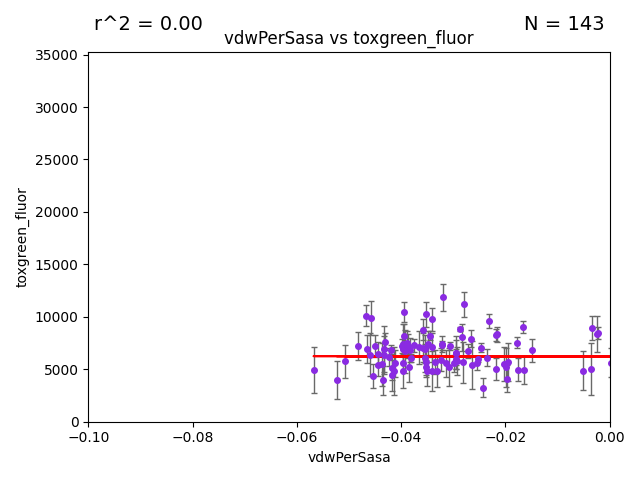 r^2 = 0.00
N = 143
vdwPerSasa vs toxgreen_fluor
35000
30000
25000
20000
15000
10000
5000
0
toxgreen_fluor
−0.10
−0.08
−0.06
−0.04
−0.02
0.00
vdwPerSasa